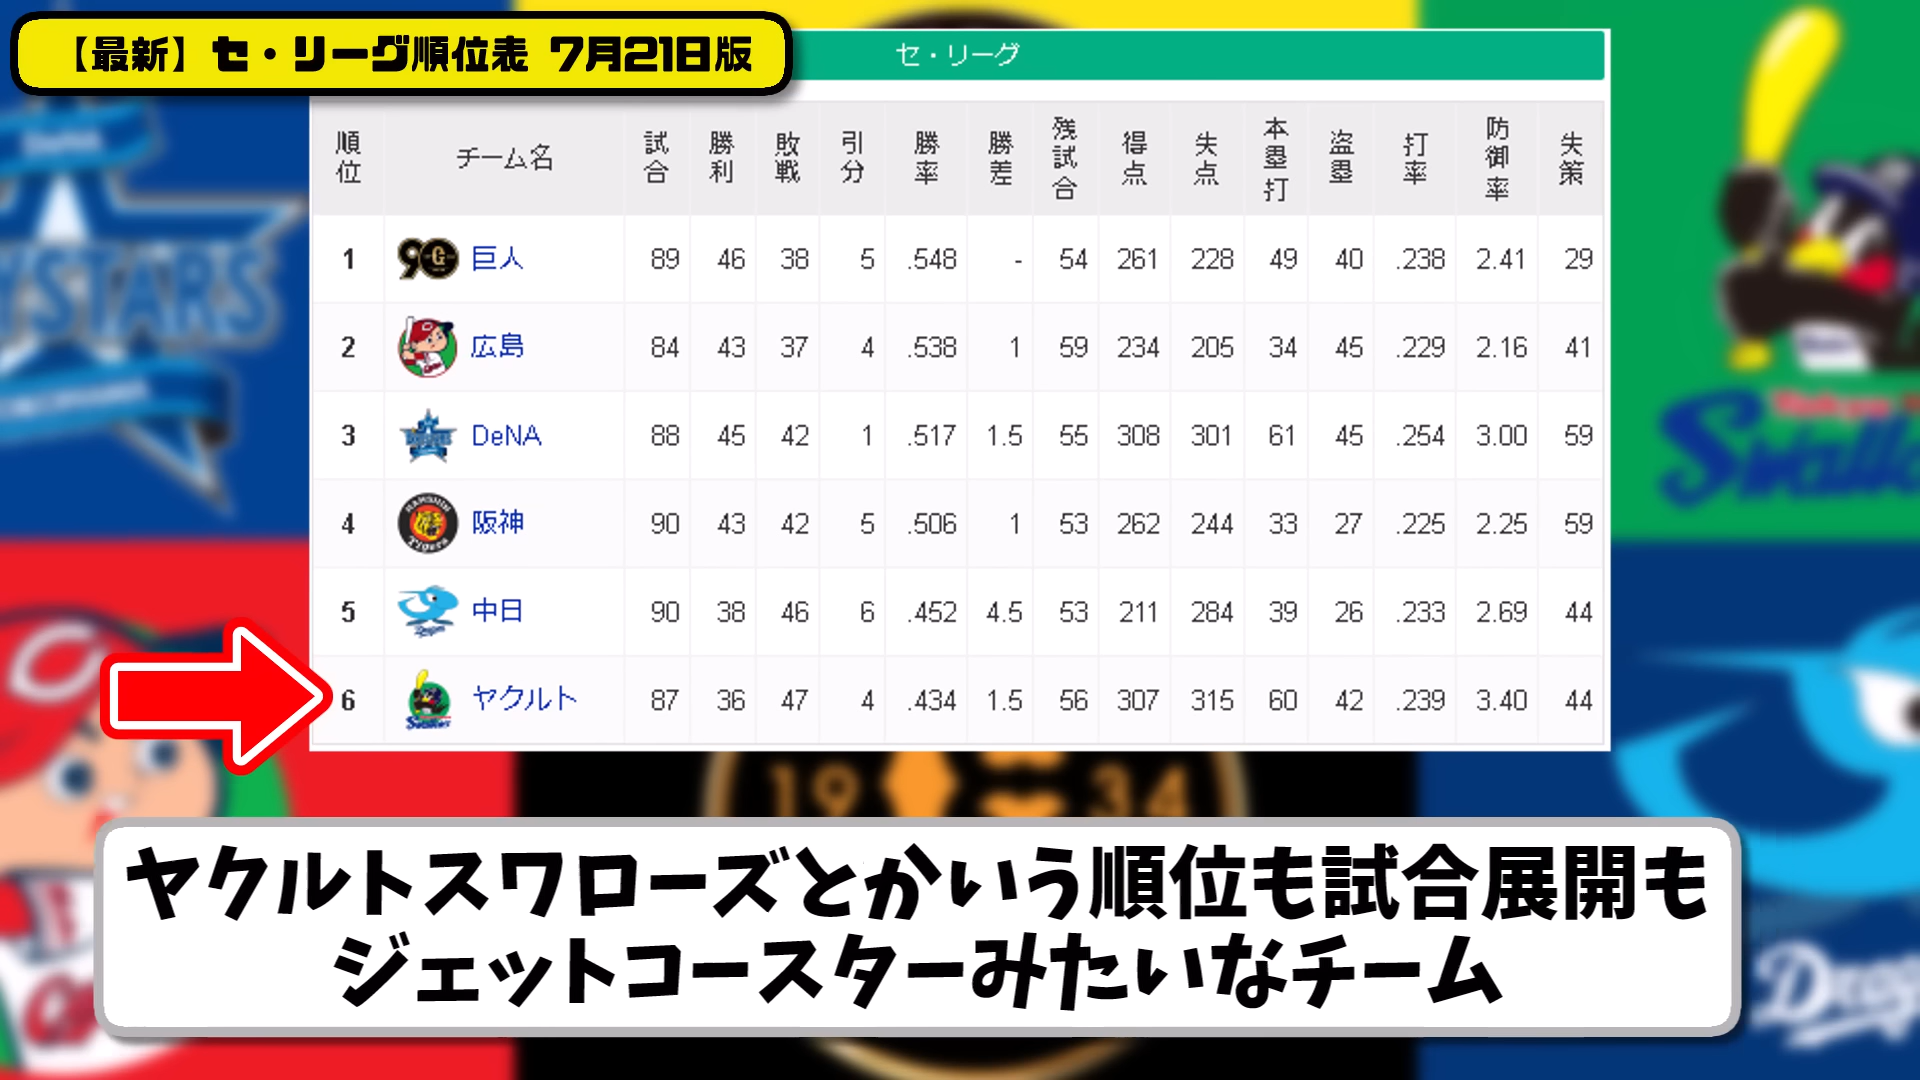 【最新】セ・リーグ順位表 7月21日版
セ・リーグ
順位 チーム名 試合 勝利 敗戦 引分 勝率 勝差 残試合 得点 失点 本塁打 盗塁 打率 防御率 失策
1 巨人 89 46 38 5 .548 - 54 261 228 49 40 .238 2.41 29
2 広島 84 43 37 4 .538 1 59 234 205 34 45 .229 2.16 41
3 DeNA 88 45 42 1 .517 1.5 55 308 301 61 45 .254 3.00 59
4 阪神 90 43 42 5 .506 1 53 262 244 33 27 .225 2.25 59
5 中日 90 38 46 6 .452 4.5 53 211 284 39 26 .233 2.69 44
6 ヤクルト 87 36 47 4 .434 1.5 56 307 315 60 42 .239 3.40 44
19 34
ヤクルトスワローズとかいう順位も試合展開も
ジェットコースターみたいなチーム